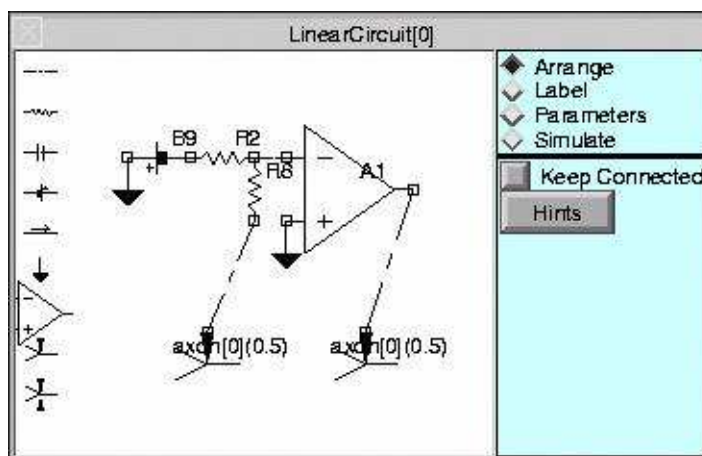 LinearCircuit[0]
Arrange
Label
Parameters
Simulate
Keep Connected
Hints
B9 R2
R8 A1
axon[0](0.5) axon[0](0.5)